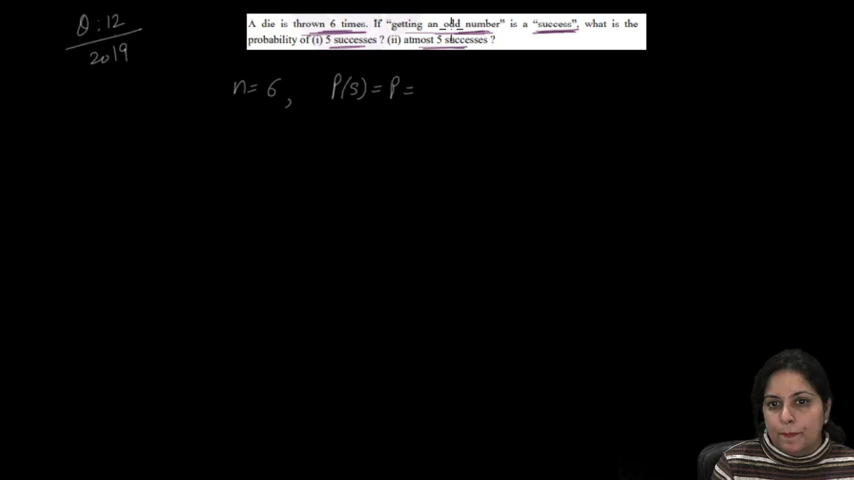 Q:12
2019
A die is thrown 6 times. If "getting an odd number" is a "success", what is the
probability of (i) 5 successes ? (ii) atmost 5 successes ?
n= 6, P(s) = P =